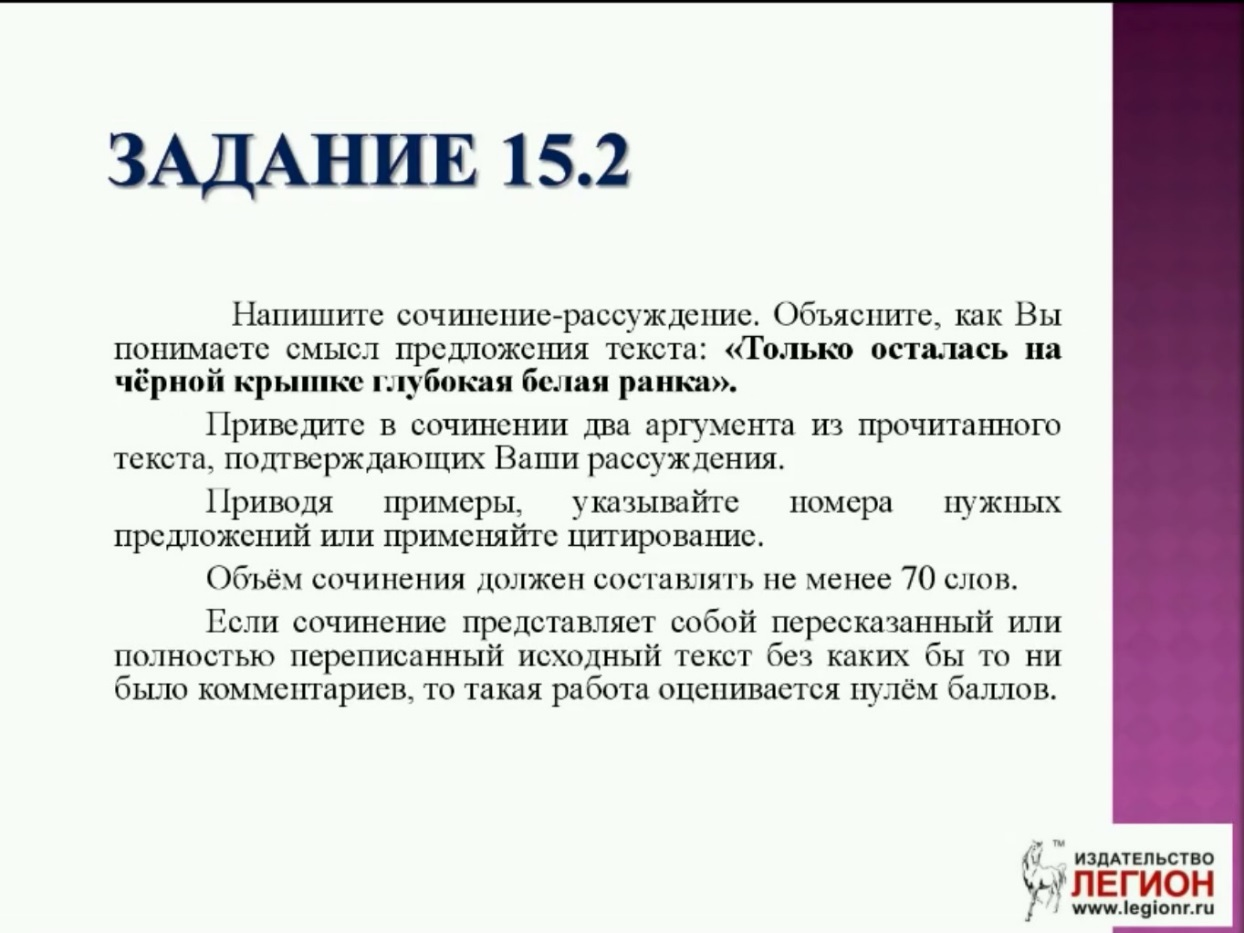 ЗАДАНИЕ 15.2
Напишите сочинение-рассуждение. Объясните, как Вы
понимаете смысл предложения текста: «Только осталась на
чёрной крышке глубокая белая ранка».
Приведите в сочинении два аргумента из прочитанного
текста, подтверждающих Ваши рассуждения.
Приводя примеры, указывайте номера нужных
предложений или применяйте цитирование.
Объём сочинения должен составлять не менее 70 слов.
Если сочинение представляет собой пересказанный или
полностью переписанный исходный текст без каких бы то ни
было комментариев, то такая работа оценивается нулём баллов.
TM
ИЗДАТЕЛЬСТВО
ЛЕГИОН
www.legionr.ru